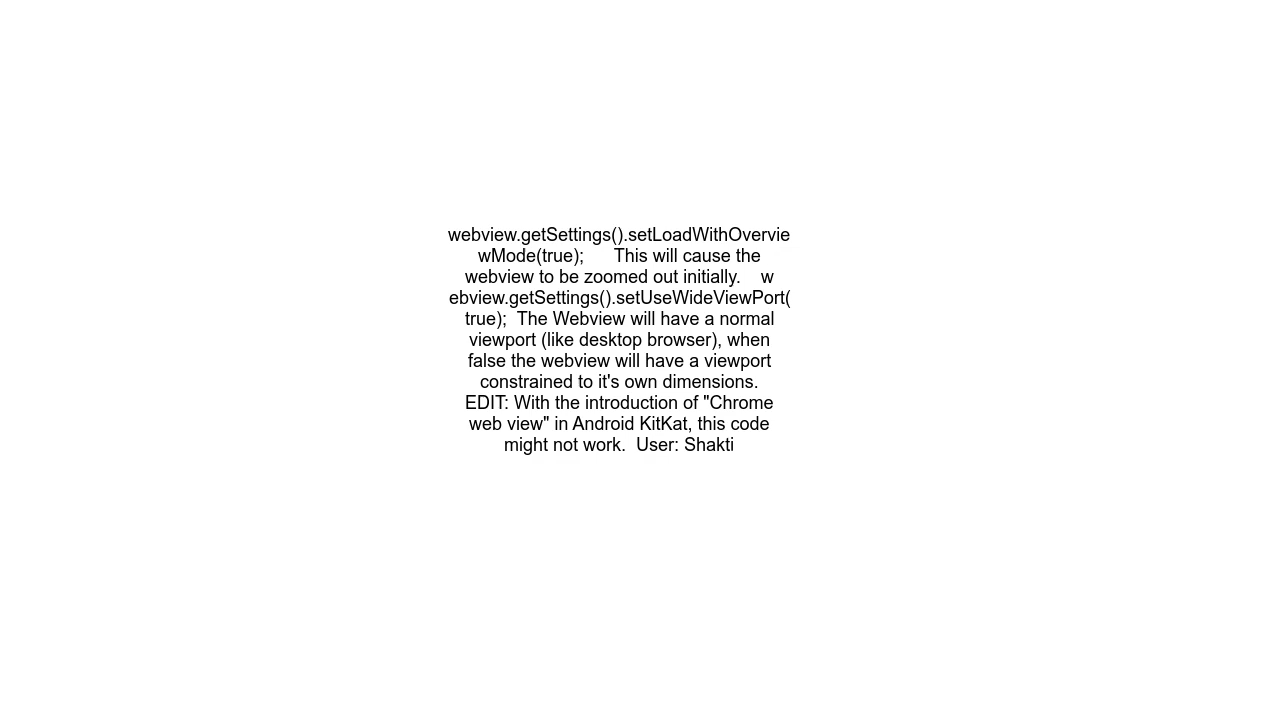 webview.getSettings().setLoadWithOvervie
wMode(true);      This will cause the
webview to be zoomed out initially.    w
ebview.getSettings().setUseWideViewPort(
true);  The Webview will have a normal
viewport (like desktop browser), when
false the webview will have a viewport
constrained to it's own dimensions.
EDIT: With the introduction of "Chrome
web view" in Android KitKat, this code
might not work.  User: Shakti